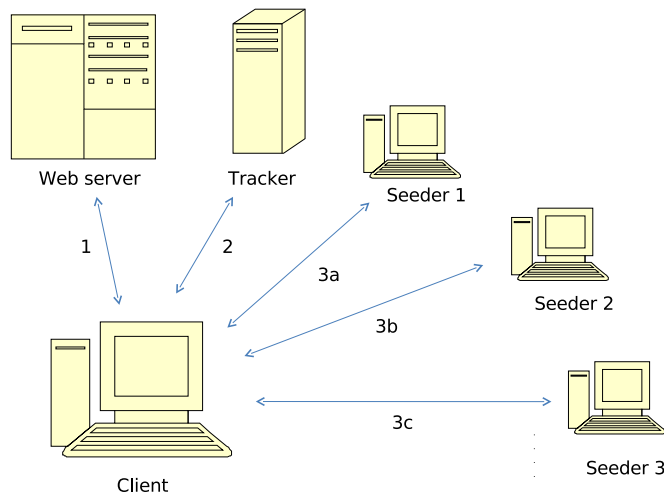 Web server
Tracker
Seeder 1
1
2
3a
Seeder 2
3b
3c
Seeder 3
Client